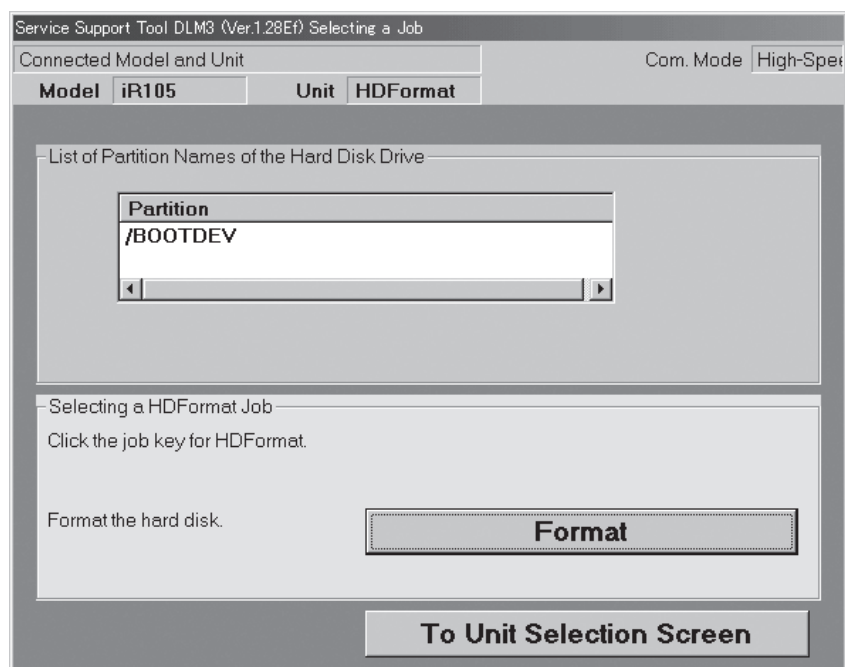 Service Support Tool DLM3 (Ver.1.28Ef) Selecting a Job
Connected Model and Unit
Com. Mode High-Spee
Model iR105 Unit HDFormat
List of Partition Names of the Hard Disk Drive
Partition
/BOOTDEV
Selecting a HDFormat Job
Click the job key for HDFormat.
Format the hard disk.
Format
To Unit Selection Screen